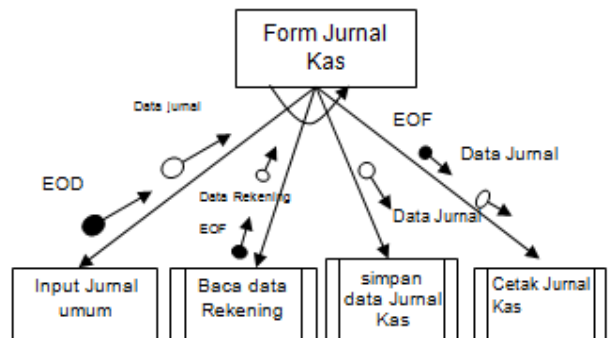 Form Jurnal
Kas
Data jurnal
EOF
Data Jurnal
EOD
Data Rekening
Data Jurnal
EOF
Input Jurnal
umum
Baca data
Rekening
simpan
data Jurnal
Kas
Cetak Jurnal
Kas